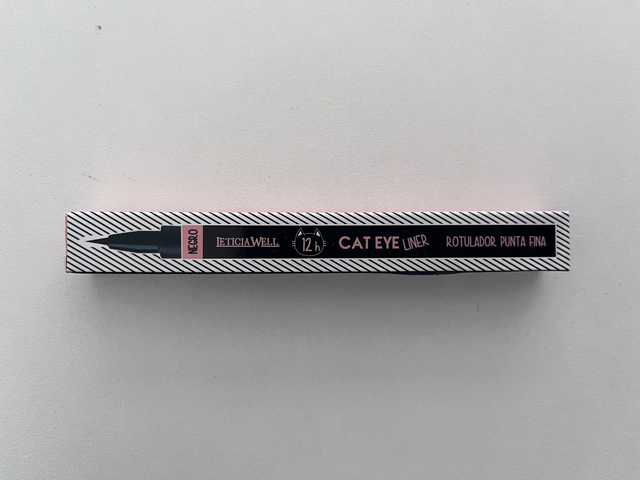 NEGRO
LETICIA WELL
12 h
CAT EYE LINER
ROTULADOR PUNTA FINA